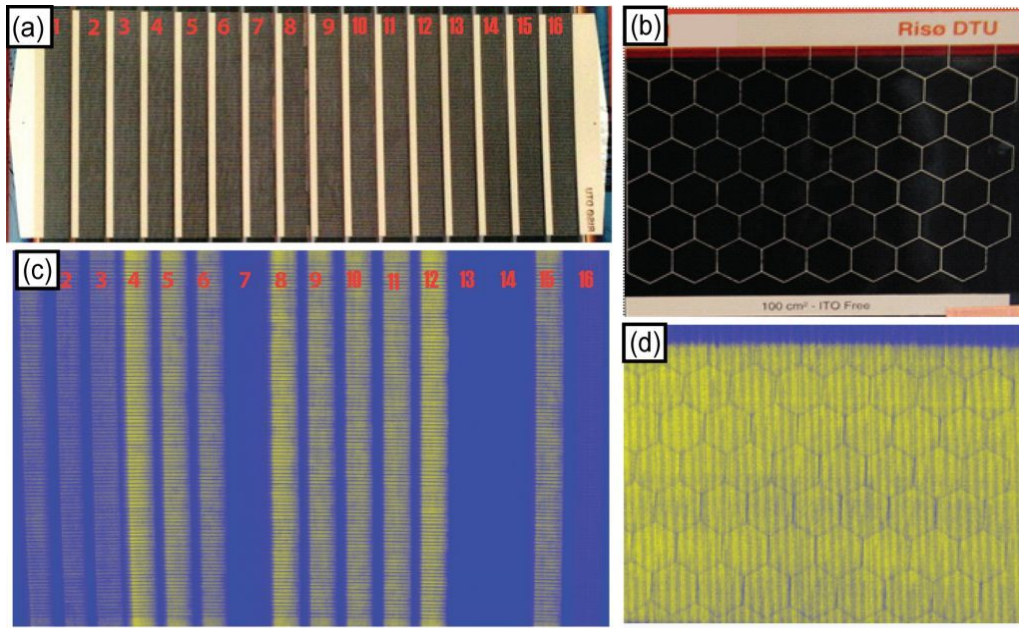 (a)
1 2 3 4 5 6 7 8 9 10 11 12 13 14 15 16
(b)
Risø DTU
100 cm² - ITO Free
(c)
2 3 4 5 6 7 8 9 10 11 12 13 14 15 16
(d)